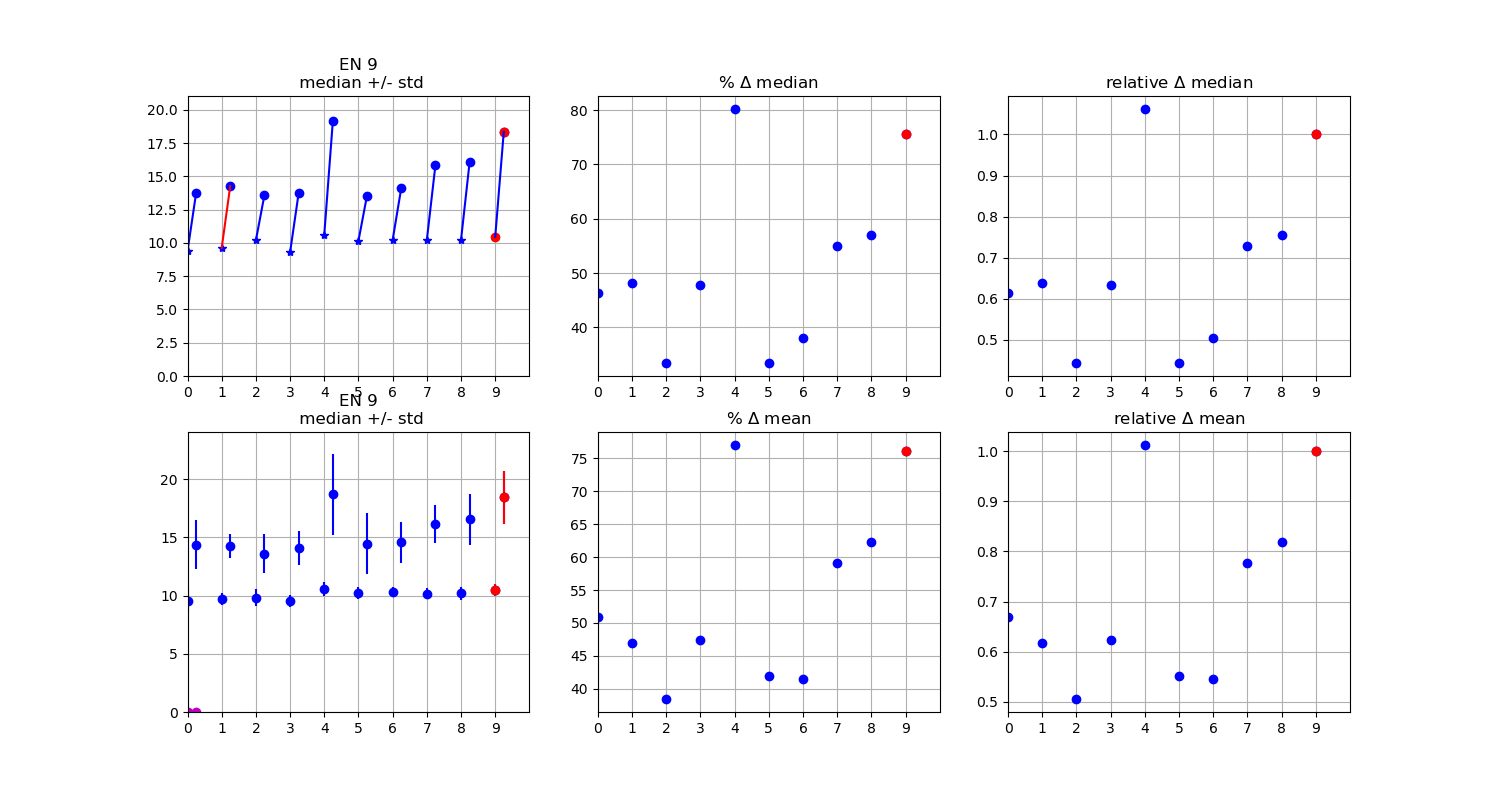 EN 9
median +/- std
% Δ median
relative Δ median
20.0
17.5
15.0
12.5
10.0
7.5
5.0
2.5
0.0
0 1 2 3 4 5 6 7 8 9
80
70
60
50
40
0 1 2 3 4 5 6 7 8 9
1.0
0.9
0.8
0.7
0.6
0.5
0 1 2 3 4 5 6 7 8 9
EN 9
median +/- std
% Δ mean
relative Δ mean
20
15
10
5
0
0 1 2 3 4 5 6 7 8 9
75
70
65
60
55
50
45
40
0 1 2 3 4 5 6 7 8 9
1.0
0.9
0.8
0.7
0.6
0.5
0 1 2 3 4 5 6 7 8 9